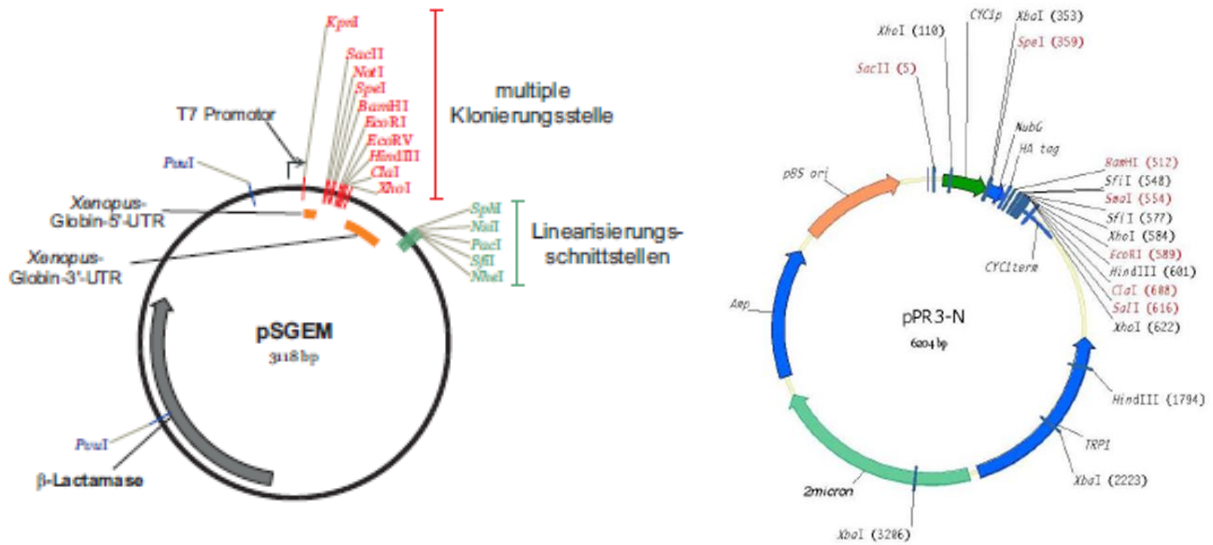 KpnI
SacII
NotI
SpeI
BamHI
EcoRI
EcoRV
HindIII
ClaI
XhoI
multiple
Klonierungsstelle
T7 Promotor
PvuI
Xenopus-
Globin-5'-UTR
Xenopus-
Globin-3'-UTR
SphI
NsiI
PacI
SfiI
NheI
Linearisierungs-
schnittstellen
pSGEM
3118 bp
PvuI
β-Lactamase
CYC1p
XbaI (353)
XhoI (110)
SpeI (359)
SacII (5)
NubG
HA tag
BamHI (512)
SfiI (548)
SmaI (554)
SfiI (577)
XhoI (584)
EcoRI (589)
HindIII (601)
ClaI (608)
SalI (616)
XhoI (622)
pBS ori
CYC1term
Amp
pPR3-N
6204 bp
HindIII (1794)
TRP1
XbaI (2223)
2micron
XbaI (3206)